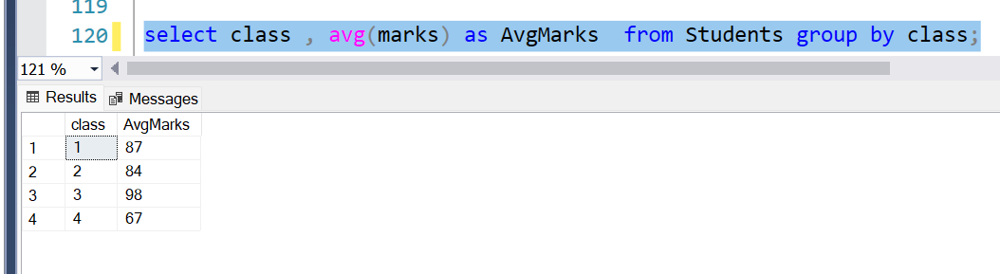 119
120 select class , avg(marks) as AvgMarks  from Students group by class;
121 %
Results Messages
class AvgMarks
1 1 87
2 2 84
3 3 98
4 4 67